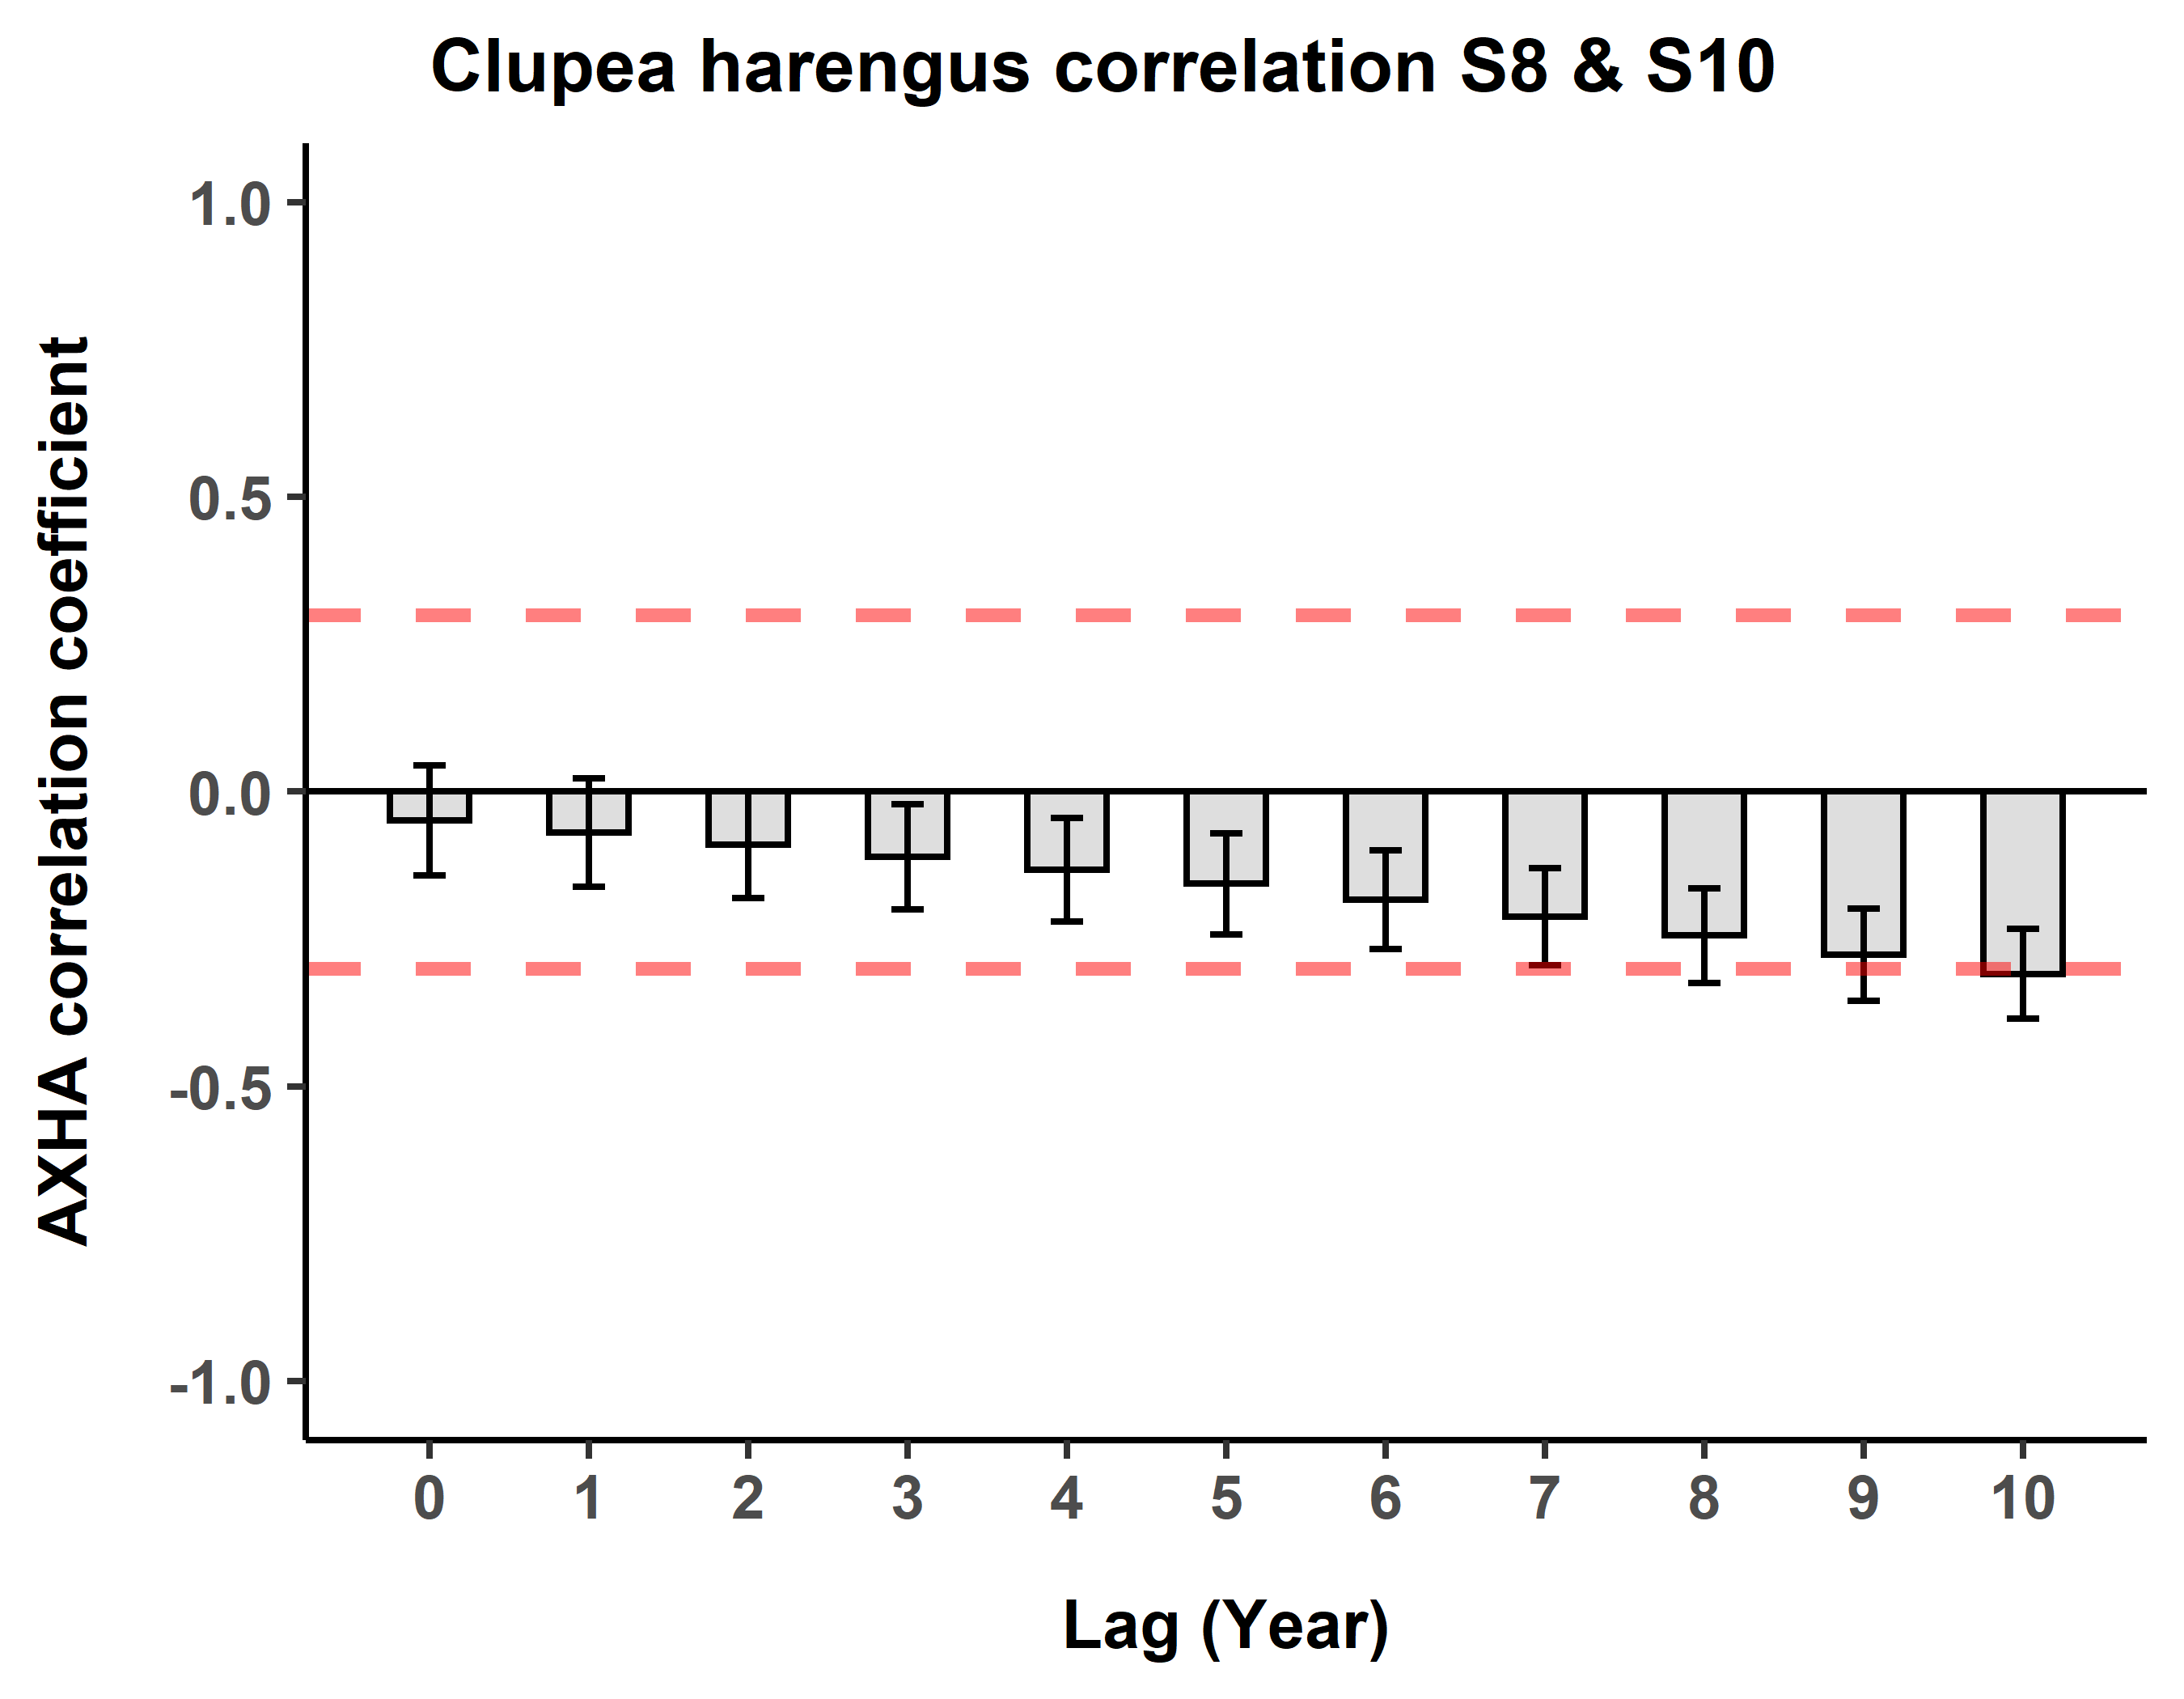 Clupea harengus correlation S8 & S10
AXHA correlation coefficient
1.0
0.5
0.0
-0.5
-1.0
0 1 2 3 4 5 6 7 8 9 10
Lag (Year)